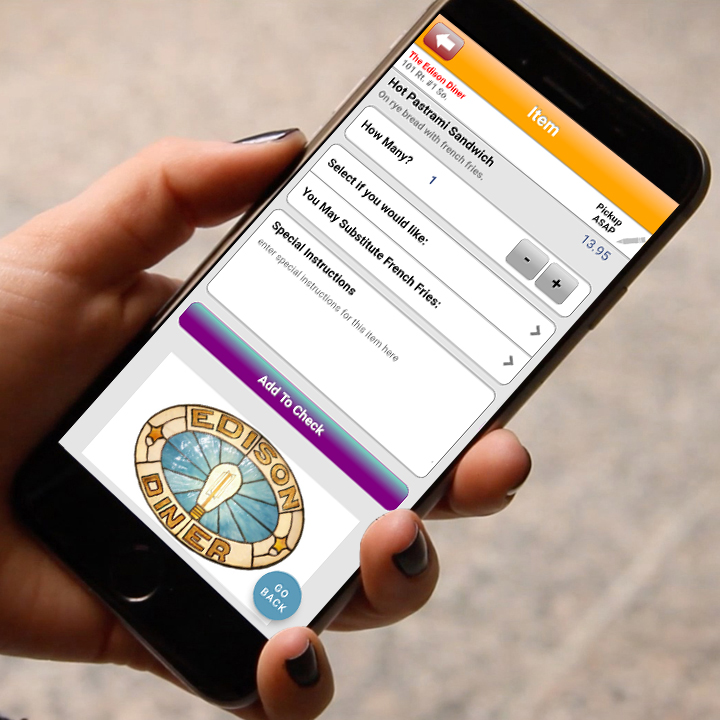 Item
The Edison Diner
101 Rt. #1 So.
Pickup
ASAP
Hot Pastrami Sandwich
On rye bread with french fries.
13.95
How Many?
1
- +
Select if you would like:
You May Substitute French Fries:
Special Instructions
enter special instructions for this item here
Add To Check
EDISON
DINER
GO
BACK